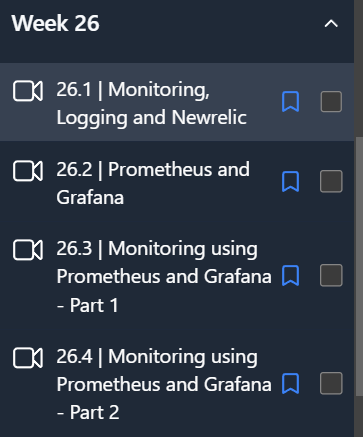 Week 26
26.1 | Monitoring,
Logging and Newrelic
26.2 | Prometheus and
Grafana
26.3 | Monitoring using
Prometheus and Grafana
- Part 1
26.4 | Monitoring using
Prometheus and Grafana
- Part 2